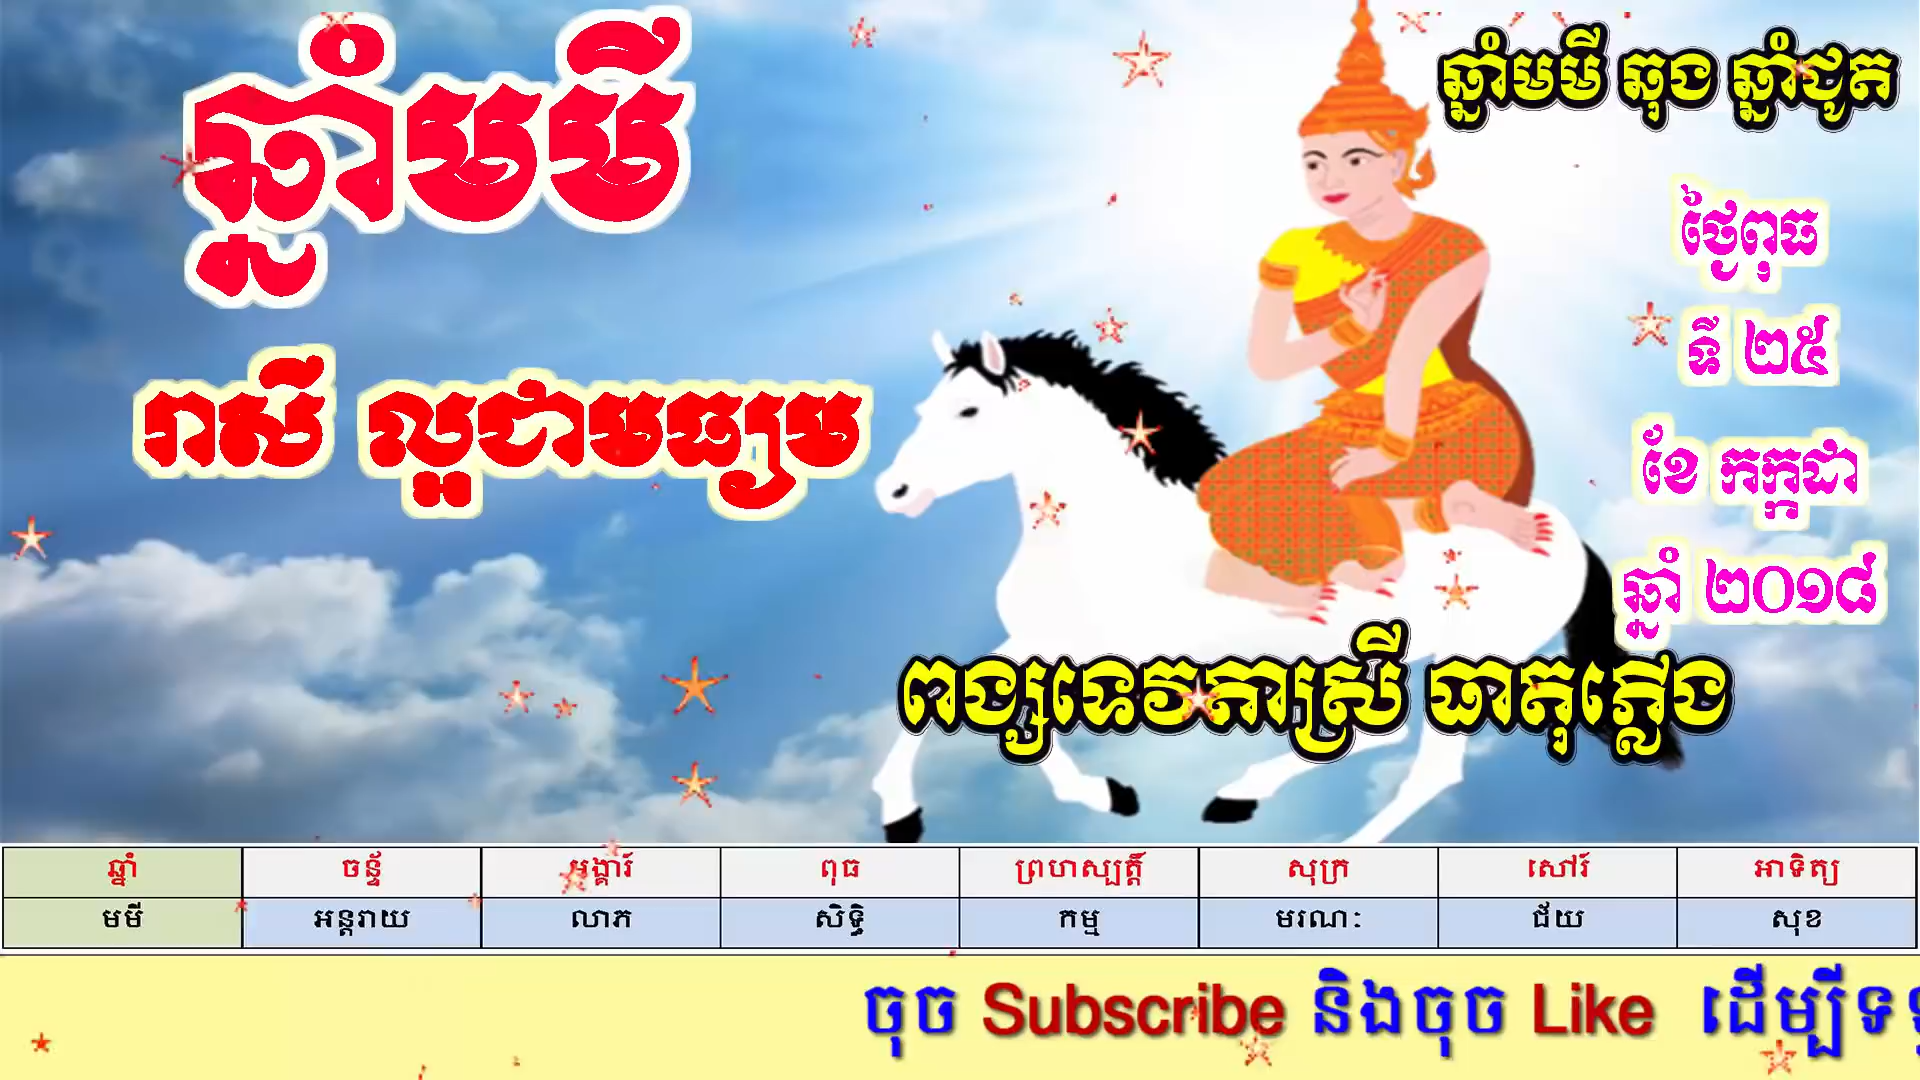 ឆ្នាំមមី
រាសី ល្អជាមធ្យម
ឆ្នាំមមី ឆុង ឆ្នាំជូត
ថ្ងៃពុធ
ទី ២៥
ខែ កក្កដា
ឆ្នាំ ២០១៨
ពង្សទេវតាស្រី ធាតុភ្លើង
ឆ្នាំ ចន្ទ័ អង្គារ៍ ពុធ ព្រហស្បត្តិ៍ សុក្រ សៅរ៍ អាទិត្យ
មមី អន្តរាយ លាភ សិទ្ធិ កម្ម មរណៈ ជ័យ សុខ
ចុច Subscribe និងចុច Like ដើម្បីទទ